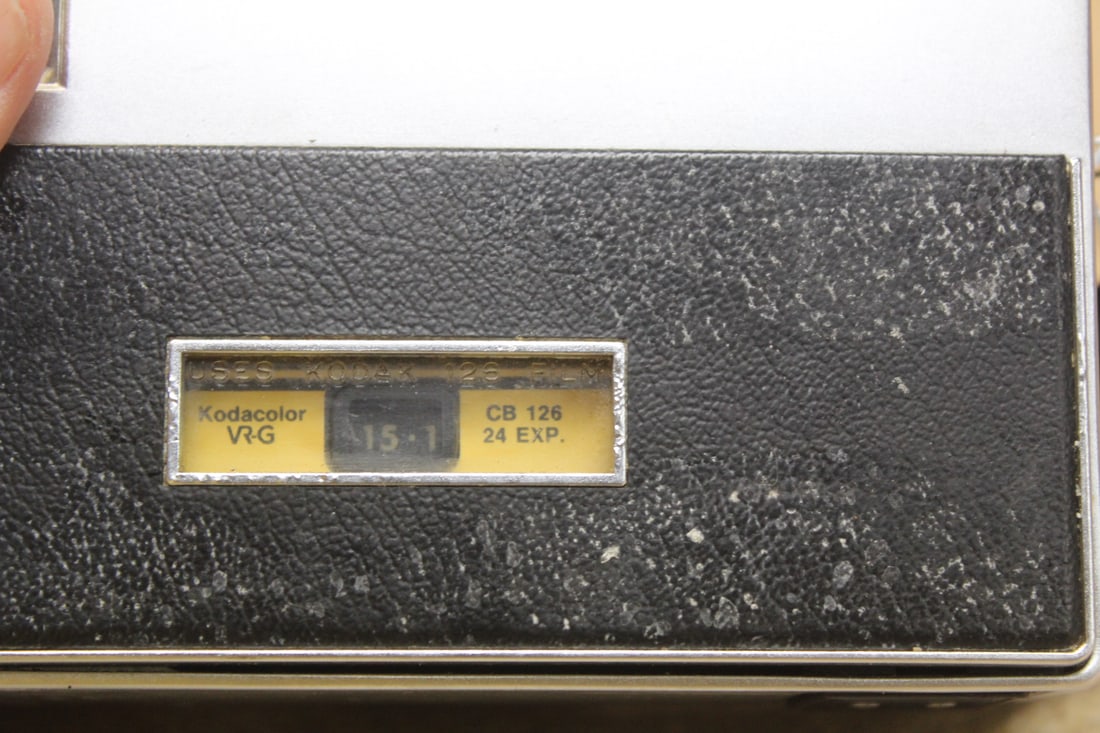 USES KODAK 126 FILM
Kodacolor
VR-G
15 · 1
CB 126
24 EXP.